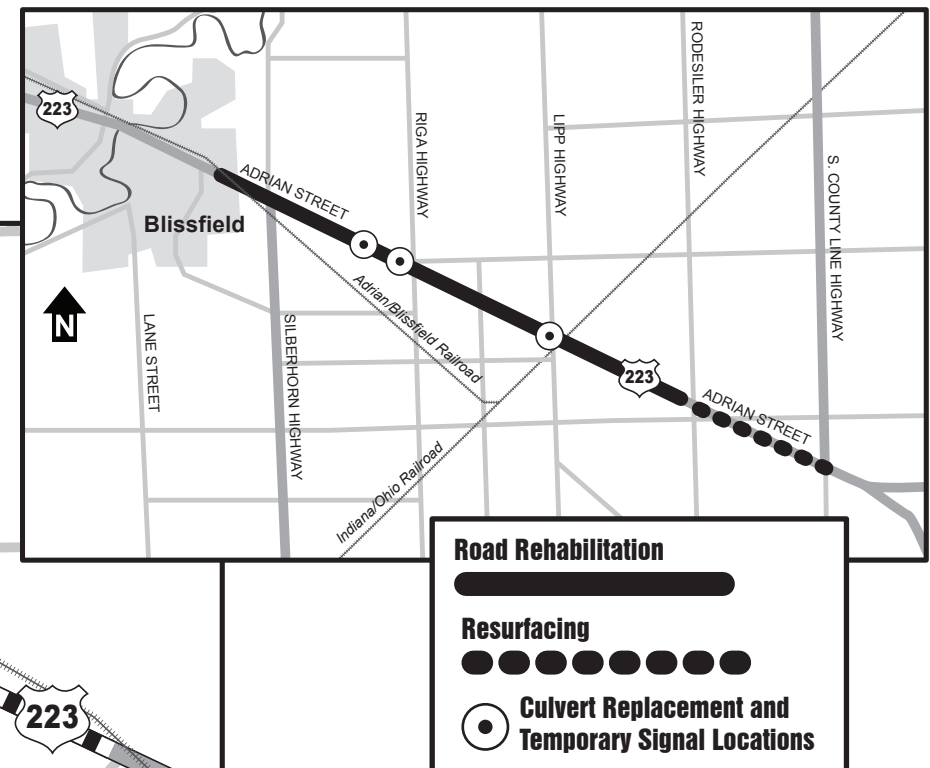 223
RODESILER HIGHWAY
RIGA HIGHWAY
LIPP HIGHWAY
S. COUNTY LINE HIGHWAY
ADRIAN STREET
Blissfield
Adrian/Blissfield Railroad
N
LANE STREET
SILBERHORN HIGHWAY
223
ADRIAN STREET
Indiana/Ohio Railroad
Road Rehabilitation
Resurfacing
Culvert Replacement and
Temporary Signal Locations
223